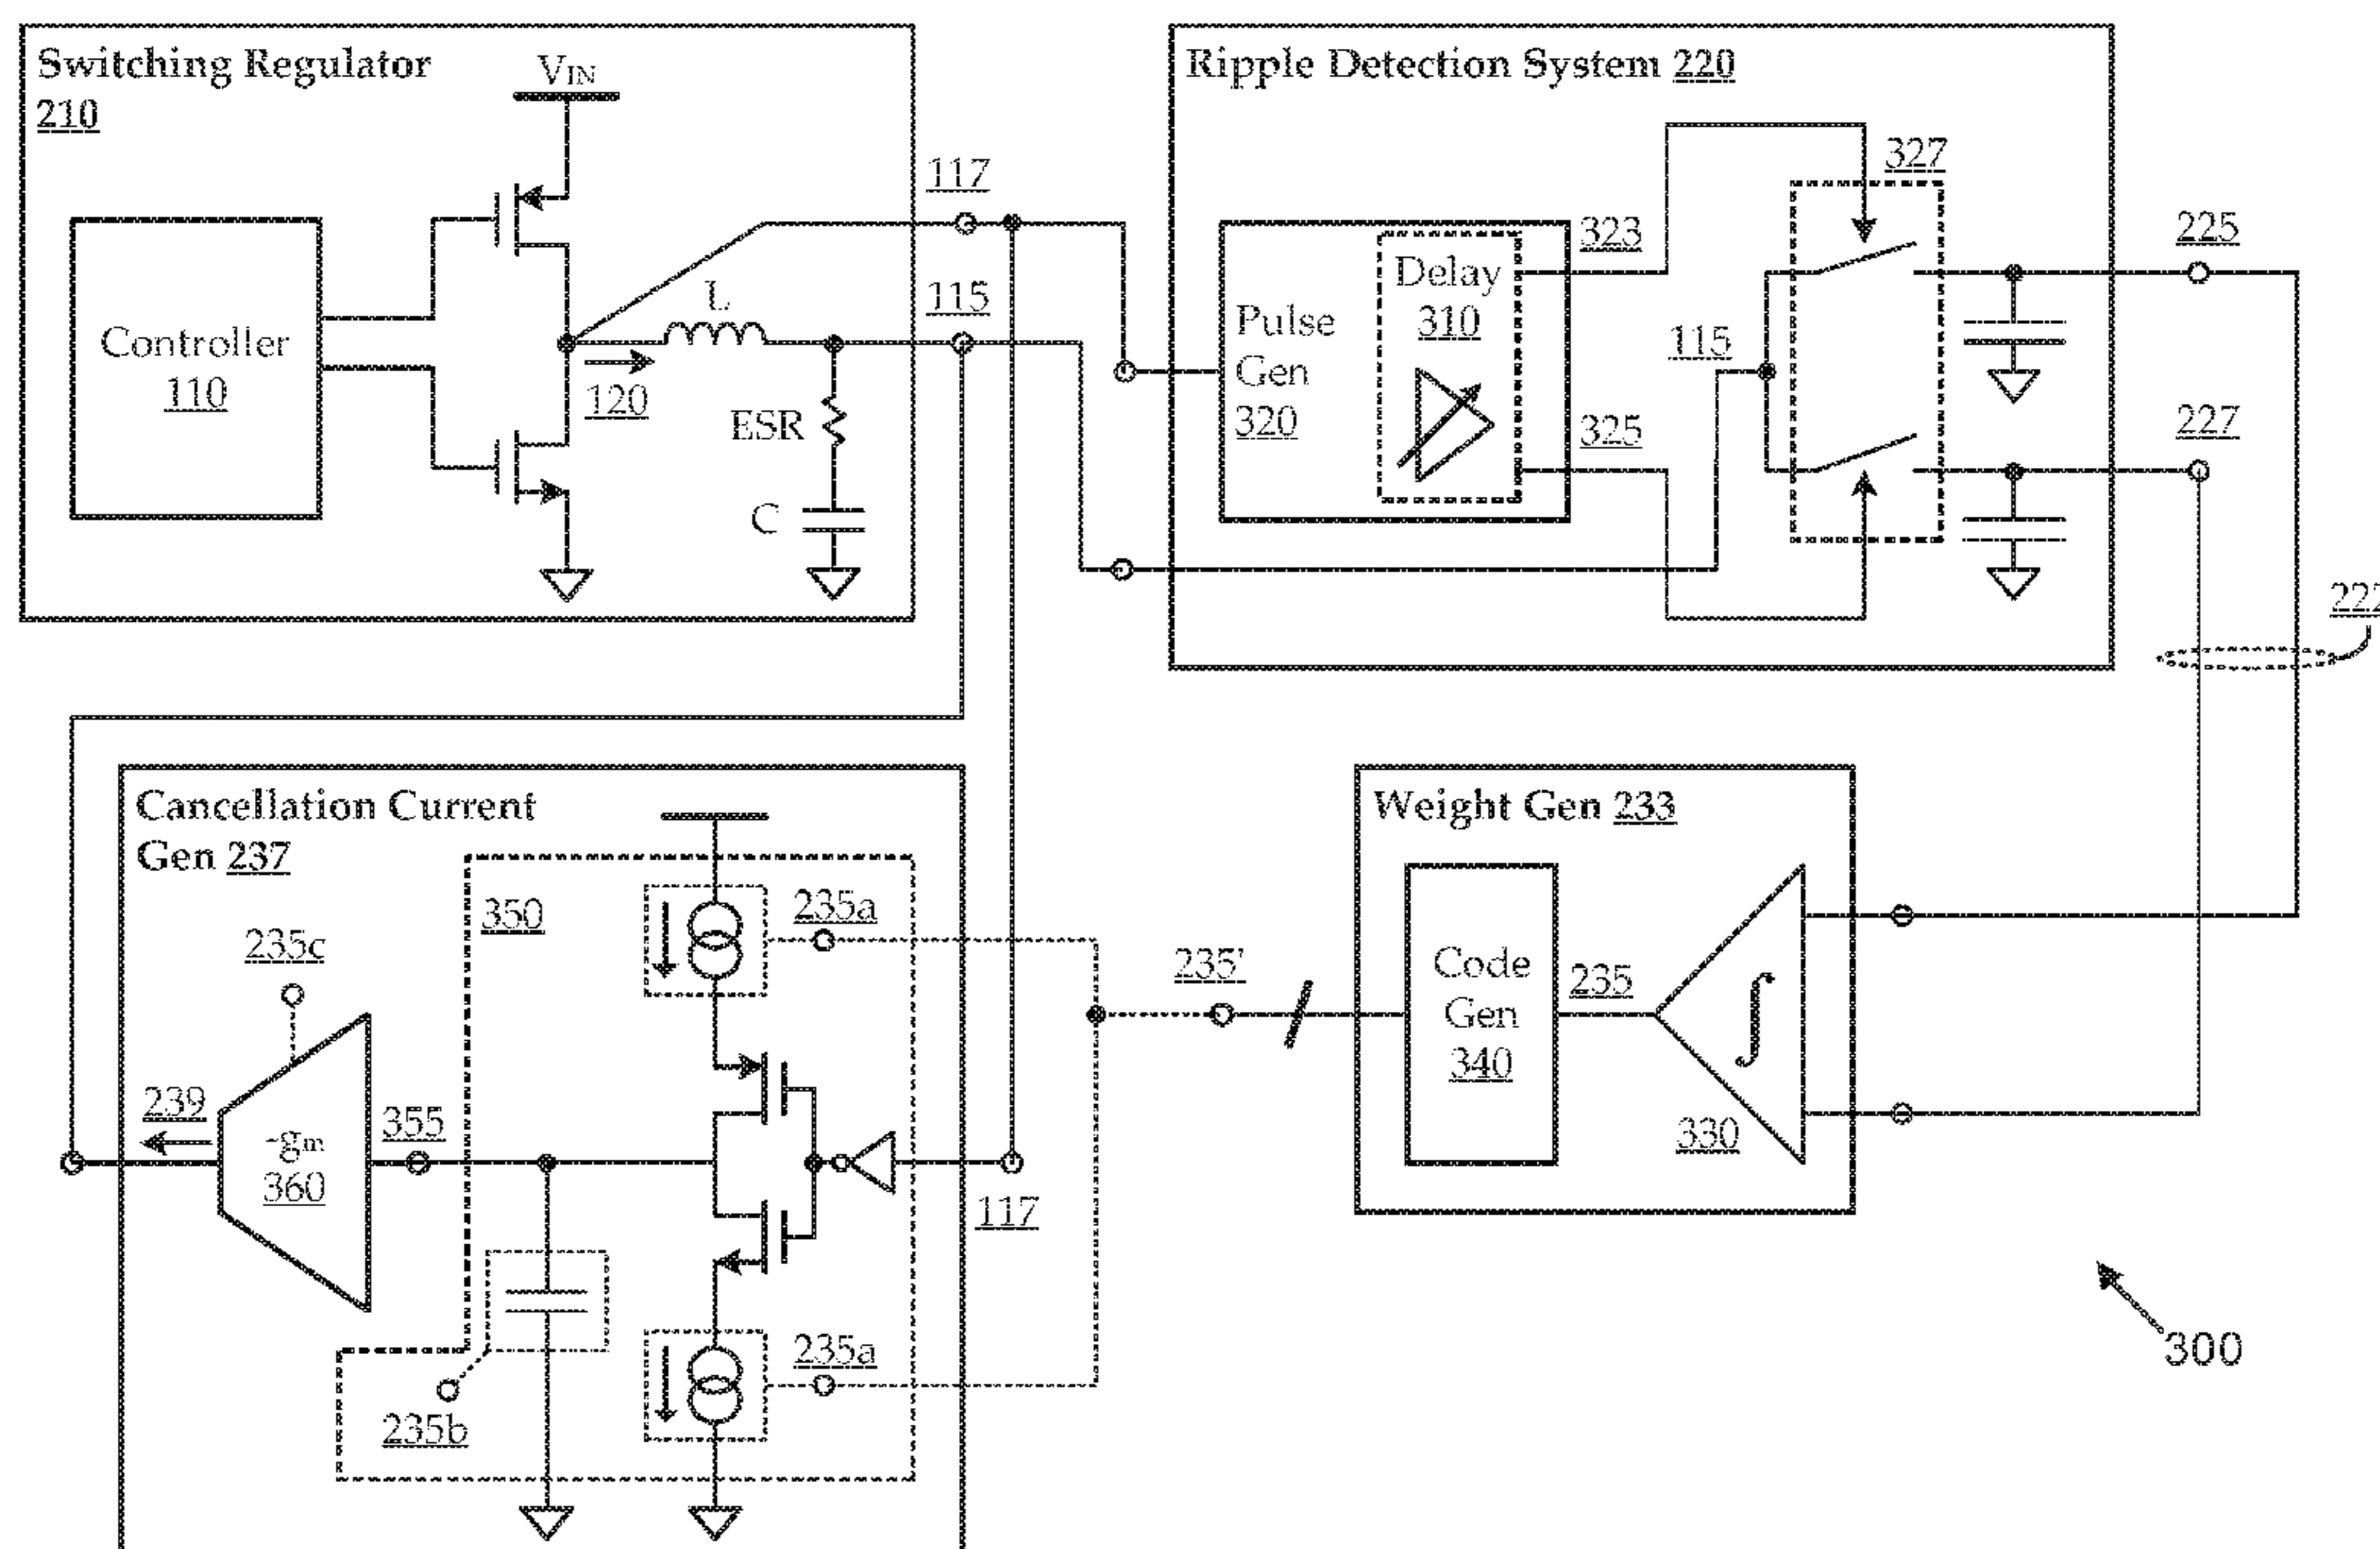 Switching Regulator
210
VIN
Controller
110
L
120
ESR
C
117
115
Ripple Detection System 220
Pulse
Gen
320
Delay
310
323
325
115
327
225
227
Cancellation Current
Gen 237
350
235a
235c
239
-gm
360
355
117
235b
235a
235'
Weight Gen 233
Code
Gen
340
235
∫
330
300